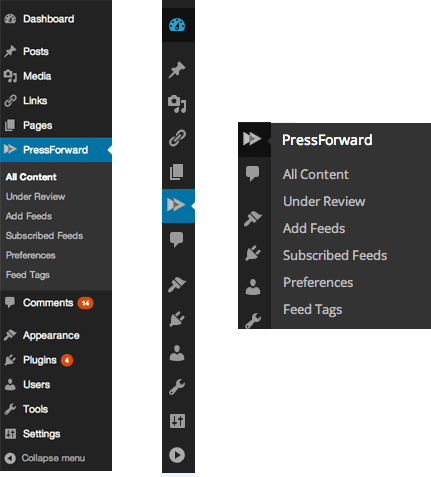 Dashboard
Posts
Media
Links
Pages
PressForward
All Content
Under Review
Add Feeds
Subscribed Feeds
Preferences
Feed Tags
Comments 14
Appearance
Plugins 4
Users
Tools
Settings
Collapse menu
PressForward
All Content
Under Review
Add Feeds
Subscribed Feeds
Preferences
Feed Tags